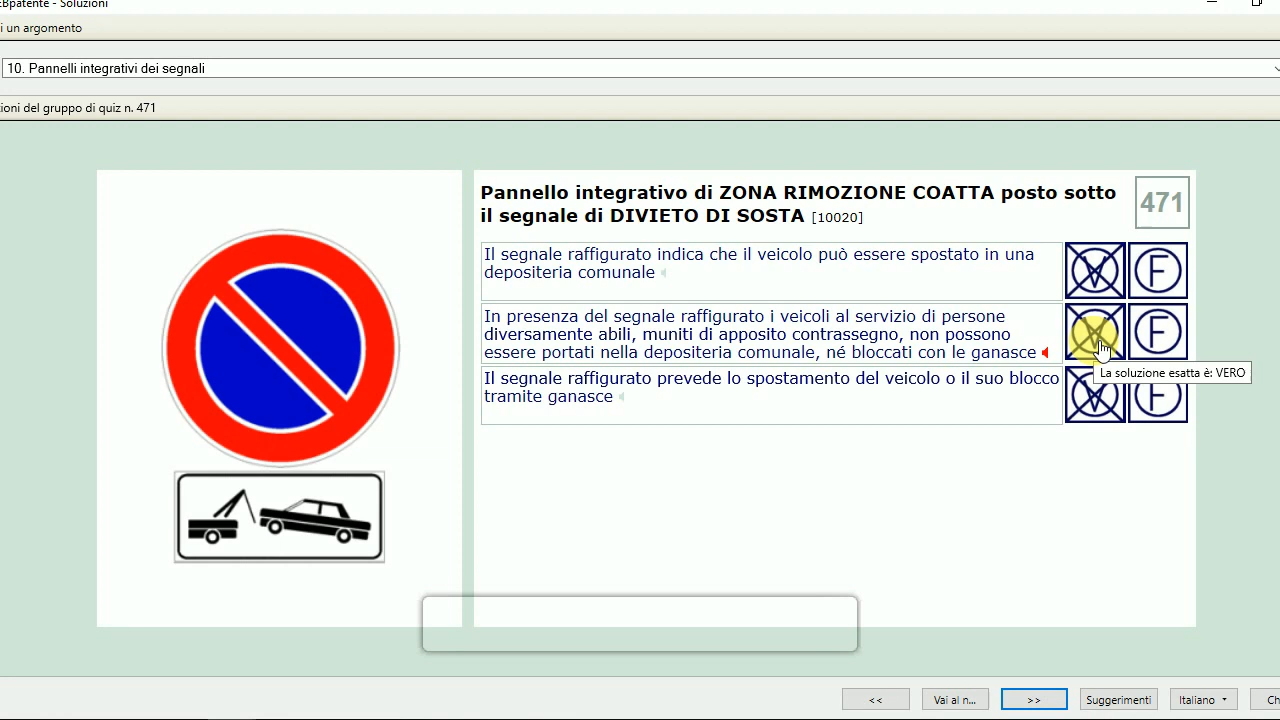 EBpatente - Soluzioni
i un argomento
10. Pannelli integrativi dei segnali
zioni del gruppo di quiz n. 471
Pannello integrativo di ZONA RIMOZIONE COATTA posto sotto
il segnale di DIVIETO DI SOSTA [10020]
471
Il segnale raffigurato indica che il veicolo può essere spostato in una
depositeria comunale
V F
In presenza del segnale raffigurato i veicoli al servizio di persone
diversamente abili, muniti di apposito contrassegno, non possono
essere portati nella depositeria comunale, né bloccati con le ganasce
V F
La soluzione esatta è: VERO
Il segnale raffigurato prevede lo spostamento del veicolo o il suo blocco
tramite ganasce
V F
<< Vai al n... >> Suggerimenti Italiano Ch